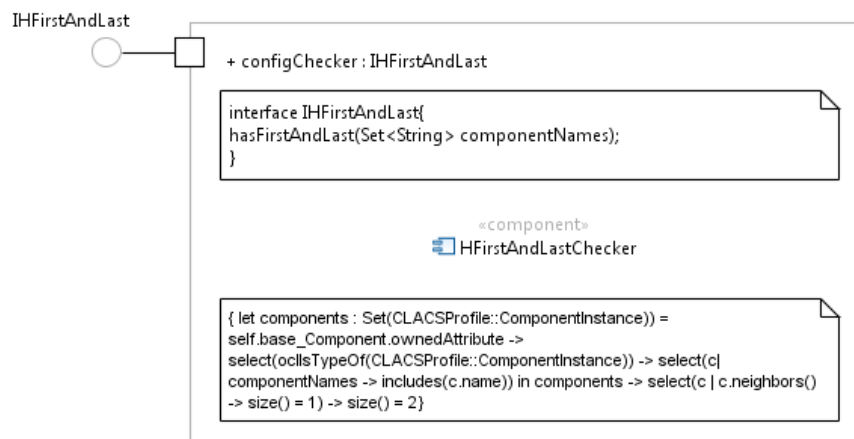 IHFirstAndLast
+ configChecker : IHFirstAndLast
interface IHFirstAndLast{
hasFirstAndLast(Set<String> componentNames);
}
«component»
HFirstAndLastChecker
{ let components : Set(CLACSProfile::ComponentInstance)) =
self.base_Component.ownedAttribute ->
select(oclIsTypeOf(CLACSProfile::ComponentInstance)) -> select(c|
componentNames -> includes(c.name)) in components -> select(c | c.neighbors()
-> size() = 1) -> size() = 2}